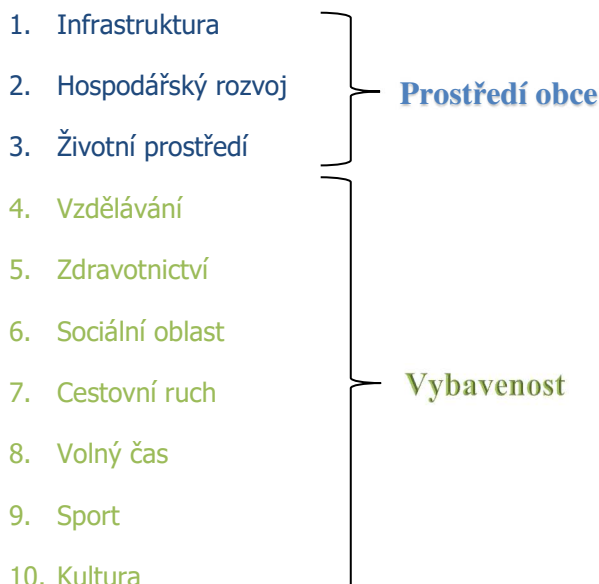 1. Infrastruktura
2. Hospodářský rozvoj
3. Životní prostředí
Prostředí obce
4. Vzdělávání
5. Zdravotnictví
6. Sociální oblast
7. Cestovní ruch
8. Volný čas
9. Sport
10. Kultura
Vybavenost